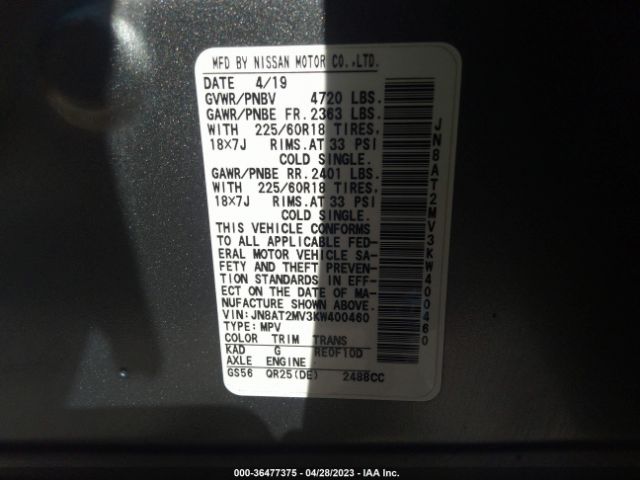 MFD BY NISSAN MOTOR CO.,LTD.
DATE 4/19
GVWR/PNBV 4720 LBS.
GAWR/PNBE FR. 2363 LBS.
WITH 225/60R18 TIRES,
18×7J RIMS.AT 33 PSI
COLD SINGLE.
GAWR/PNBE RR. 2401 LBS.
WITH 225/60R18 TIRES,
18×7J RIMS.AT 33 PSI
COLD SINGLE.
THIS VEHICLE CONFORMS
TO ALL APPLICABLE FED-
ERAL MOTOR VEHICLE SA-
FETY AND THEFT PREVEN-
TION STANDARDS IN EFF-
ECT ON THE DATE OF MA-
NUFACTURE SHOWN ABOVE.
VIN: JN8AT2MV3KW400460
TYPE: MPV
COLOR TRIM TRANS
KAD G RE0F10D
AXLE ENGINE
GS56 QR25(DE) 2488CC
JN8AT2MV3KW400460
000-36477375 - 04/28/2023 - IAA Inc.